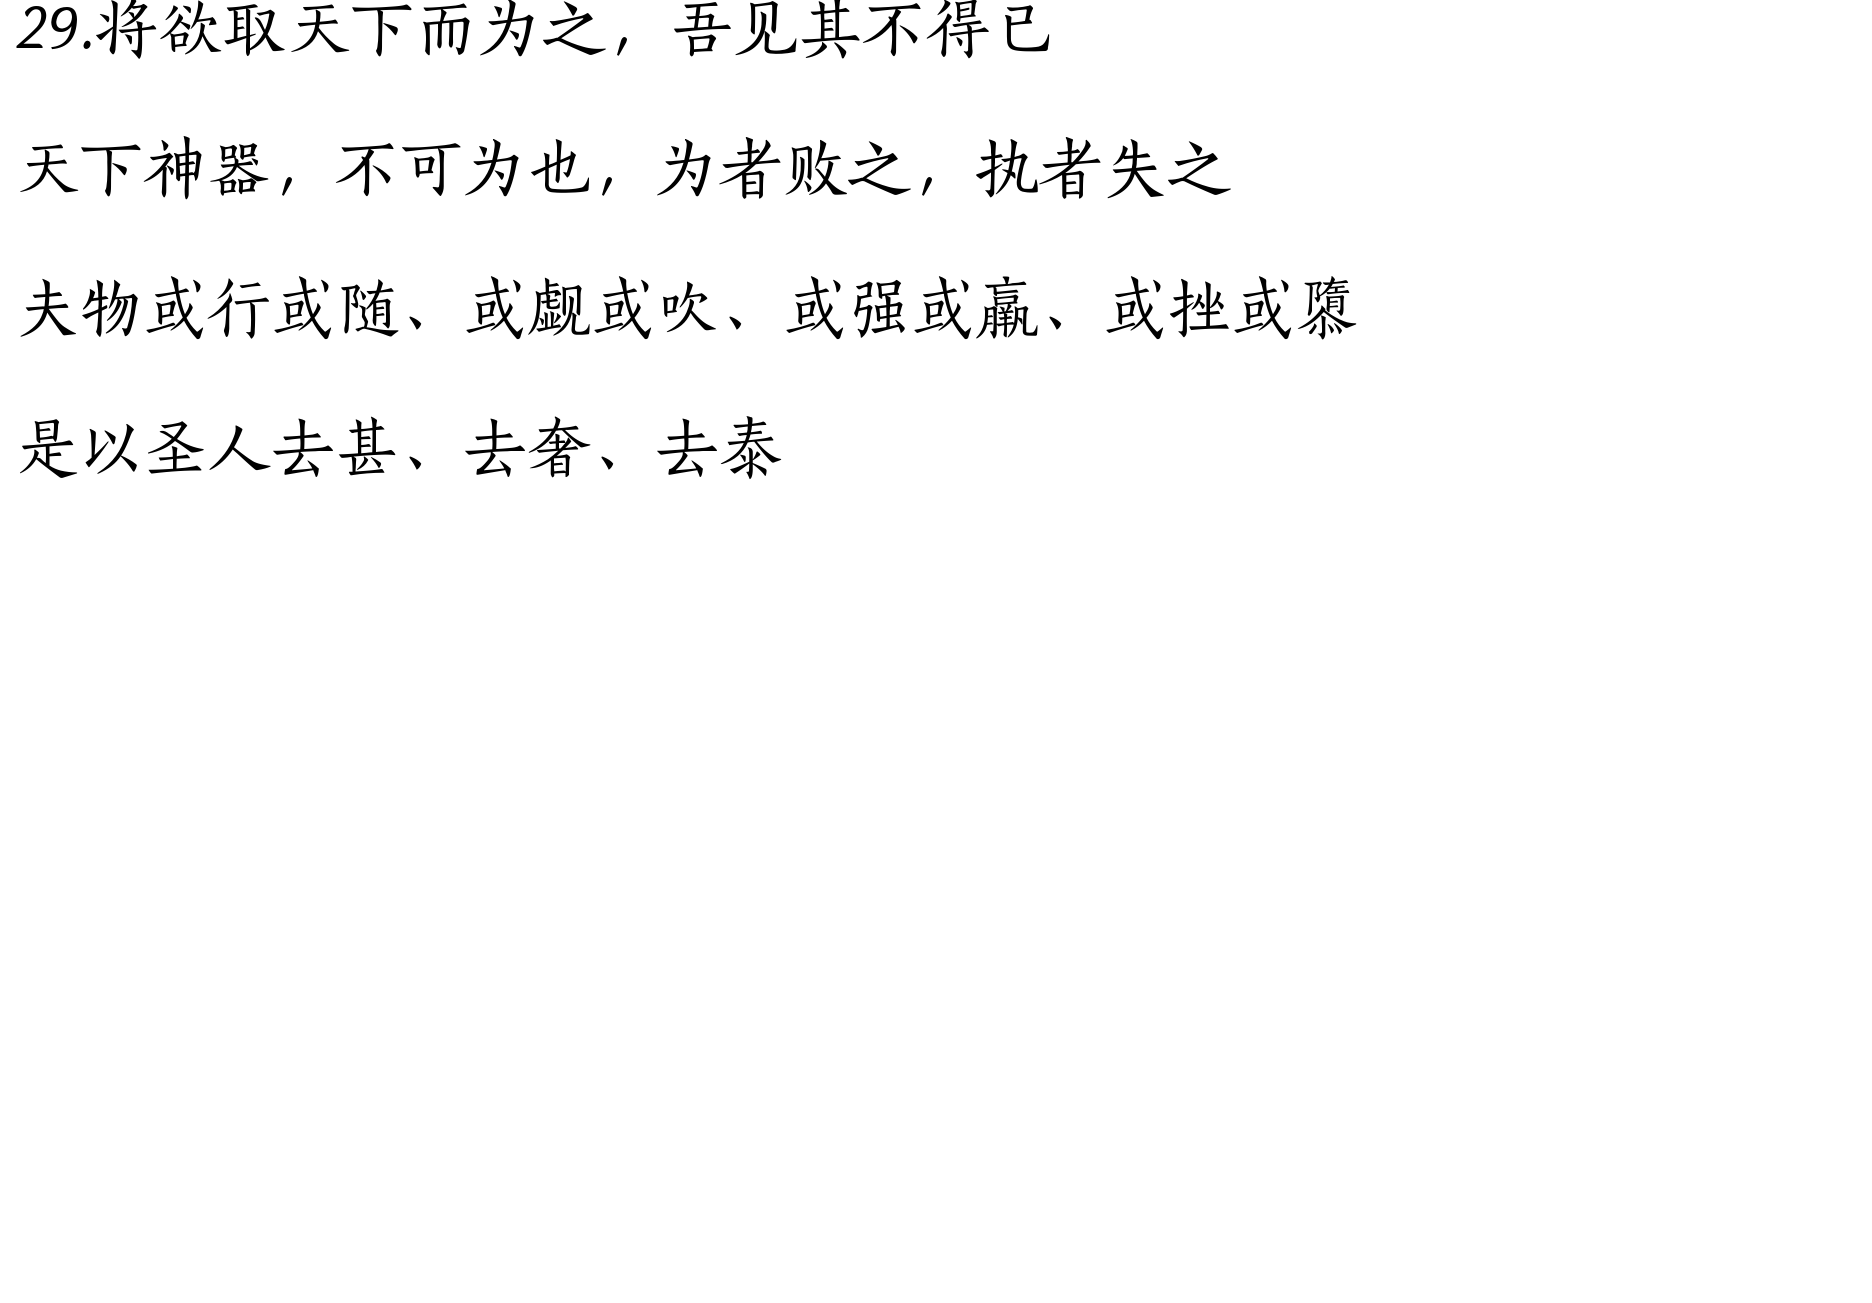 29.将欲取天下而为之，吾见其不得已
天下神器，不可为也，为者败之，执者失之
夫物或行或随、或觑或吹、或强或羸、或挫或隳
是以圣人去甚、去奢、去泰